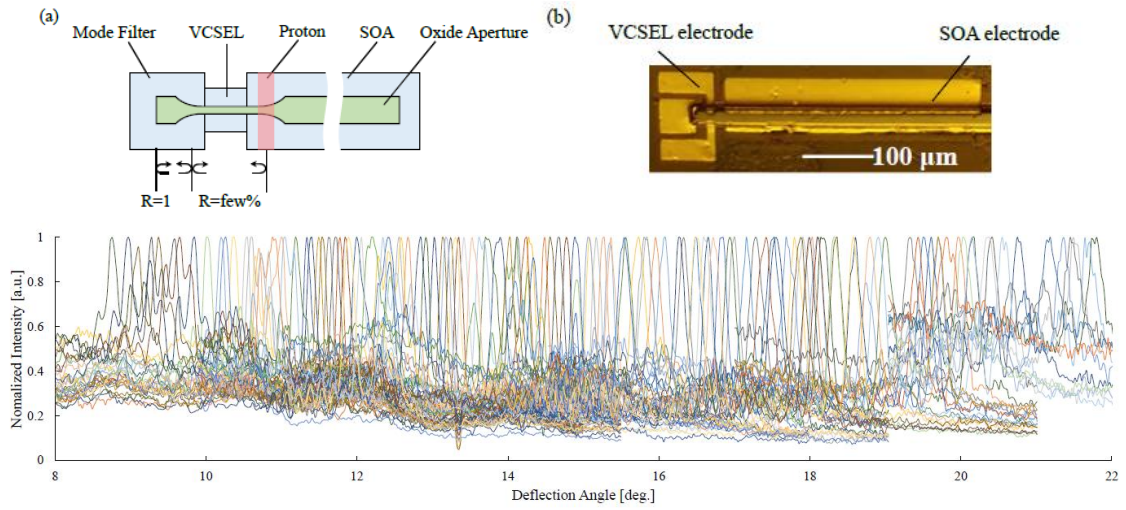 (a)
Mode Filter VCSEL Proton SOA Oxide Aperture
R=1 R=few%
(b)
VCSEL electrode SOA electrode
100 μm
Nomalized Intensity [a.u.]
1
0.8
0.6
0.4
0.2
0
8 10 12 14 16 18 20 22
Deflection Angle [deg.]